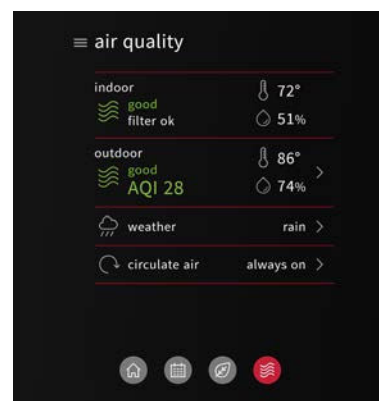 air quality
indoor
good
filter ok
72°
51%
outdoor
good
AQI 28
86°
74%
weather rain
circulate air always on